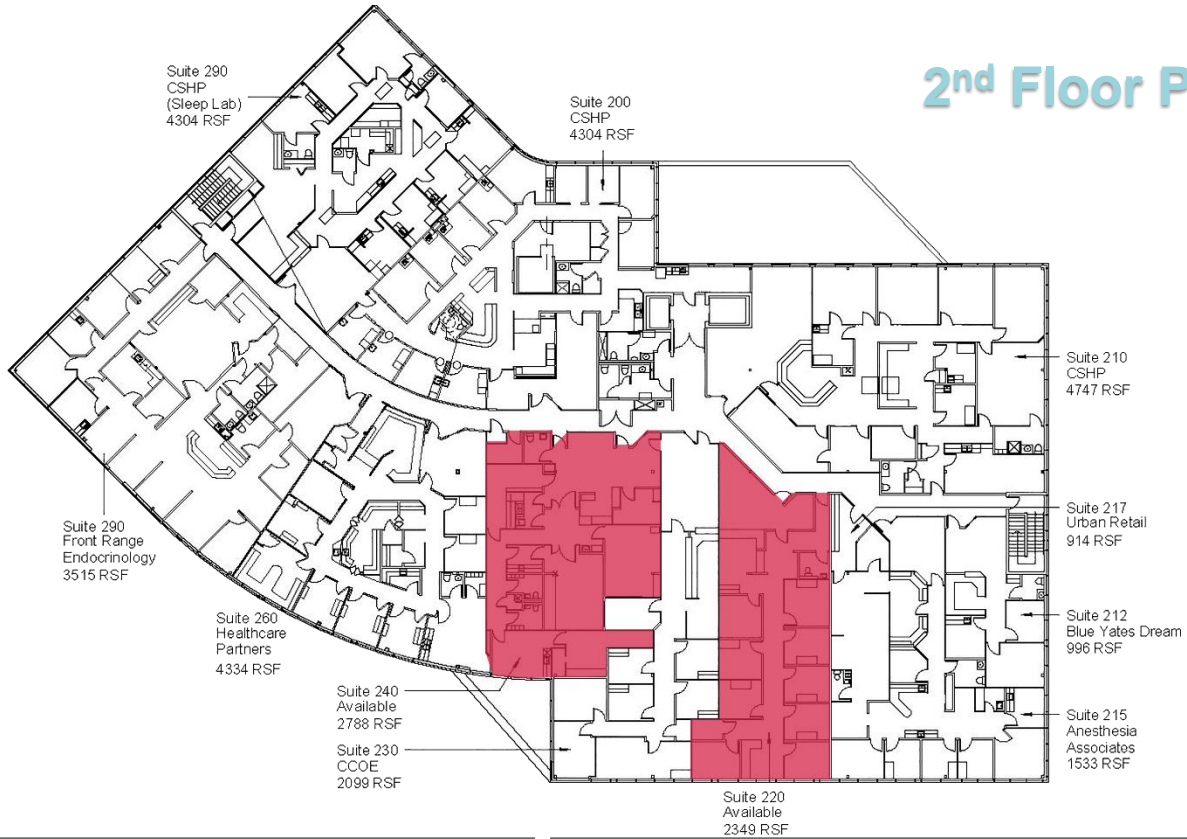 2nd Floor P
Suite 290
CSHP
(Sleep Lab)
4304 RSF
Suite 200
CSHP
4304 RSF
Suite 210
CSHP
4747 RSF
Suite 217
Urban Retail
914 RSF
Suite 290
Front Range
Endocrinology
3515 RSF
Suite 260
Healthcare
Partners
4334 RSF
Suite 212
Blue Yates Dream
996 RSF
Suite 240
Available
2788 RSF
Suite 215
Anesthesia
Associates
1533 RSF
Suite 230
CCOE
2099 RSF
Suite 220
Available
2349 RSF